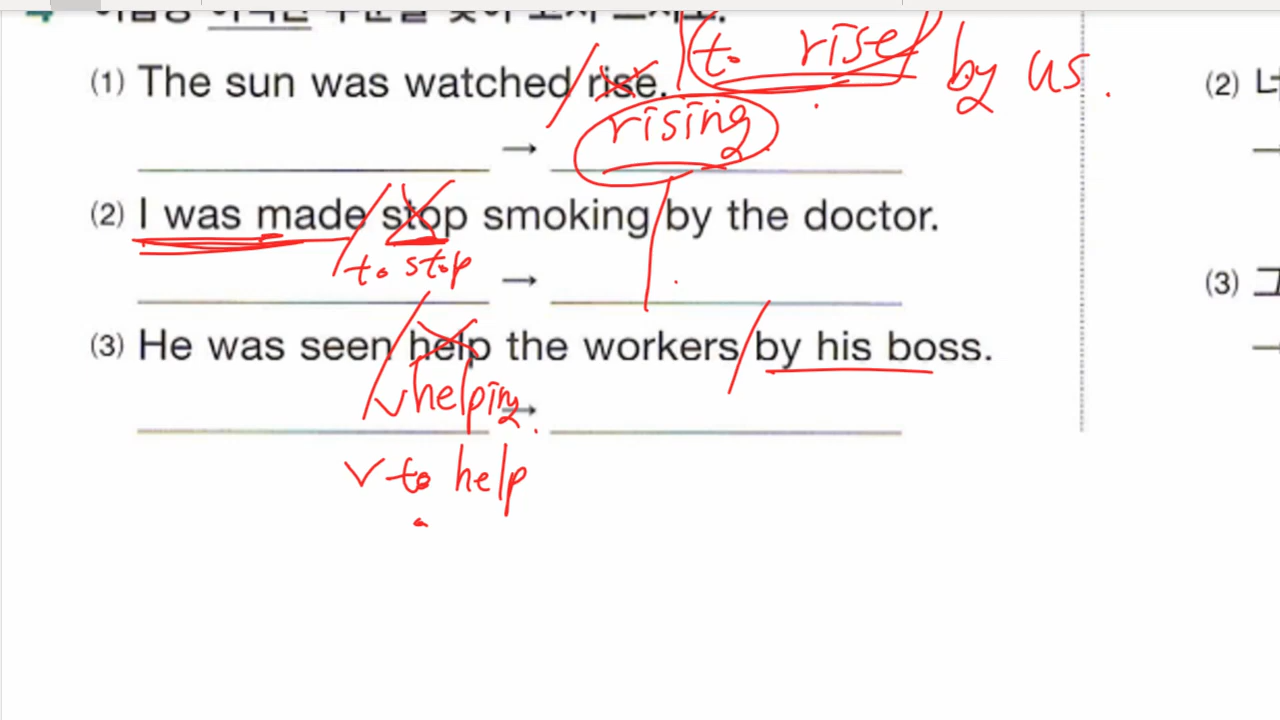 (1) The sun was watched rise. to rise by us.
rising
→
(2) I was made stop smoking by the doctor.
to stop
→
(3) He was seen help the workers by his boss.
helping.
→
to help
(2)
(3)